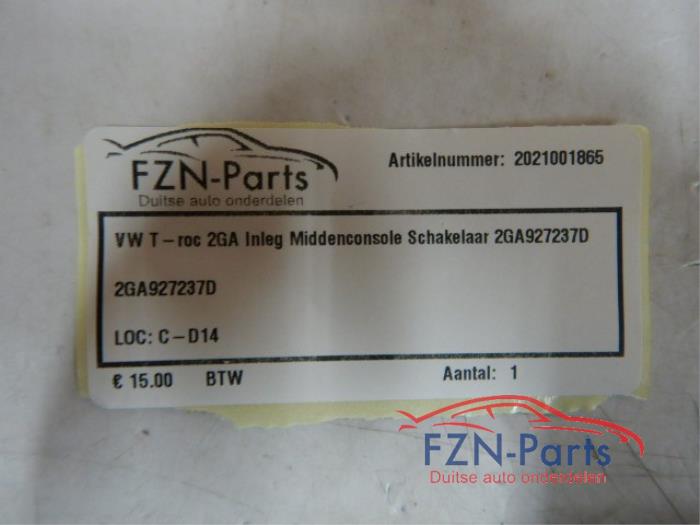 FZN-Parts
Duitse auto onderdelen
Artikelnummer: 2021001865
VW T-roc 2GA Inleg Middenconsole Schakelaar 2GA927237D
2GA927237D
LOC: C-D14
€ 15.00 BTW Aantal: 1
FZN-Parts
Duitse auto onderdelen